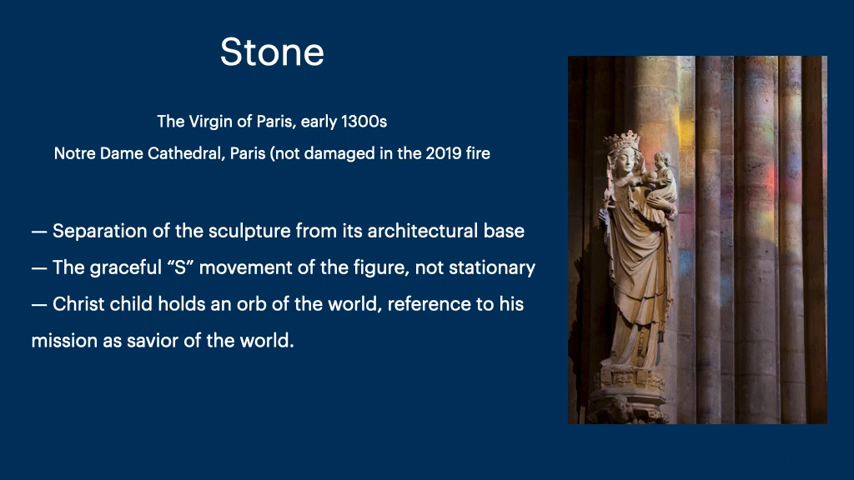 Stone
The Virgin of Paris, early 1300s
Notre Dame Cathedral, Paris (not damaged in the 2019 fire
— Separation of the sculpture from its architectural base
— The graceful “S” movement of the figure, not stationary
— Christ child holds an orb of the world, reference to his
mission as savior of the world.